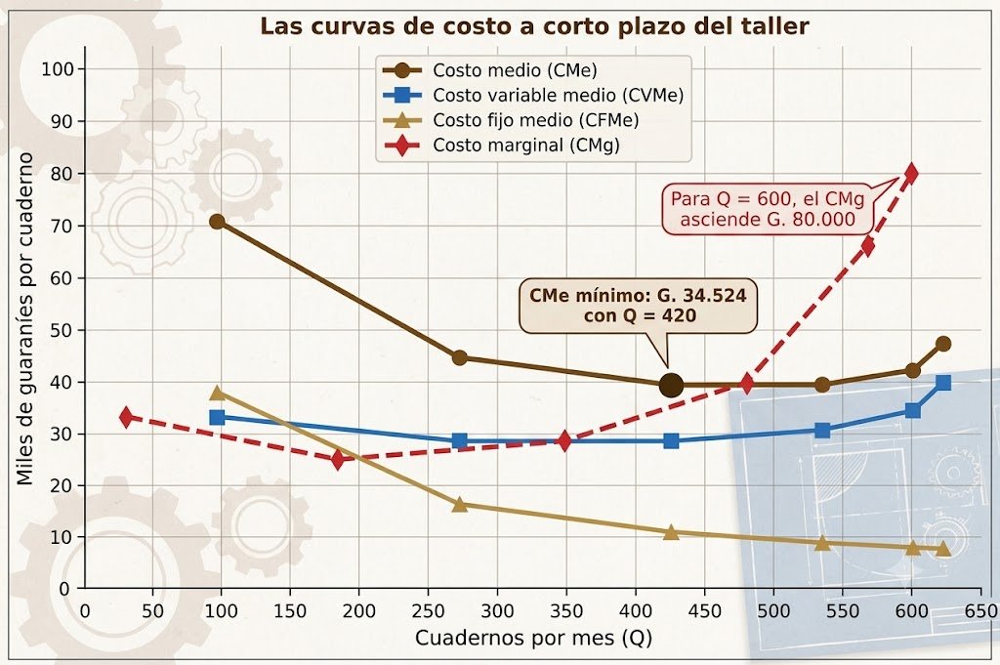 Las curvas de costo a corto plazo del taller
Costo medio (CMe)
Costo variable medio (CVMe)
Costo fijo medio (CFMe)
Costo marginal (CMg)
Para Q = 600, el CMg
asciende G. 80.000
CMe mínimo: G. 34.524
con Q = 420
Miles de guaraníes por cuaderno
100
90
80
70
60
50
40
30
20
10
0
0 50 100 150 200 250 300 350 400 450 500 550 600 650
Cuadernos por mes (Q)